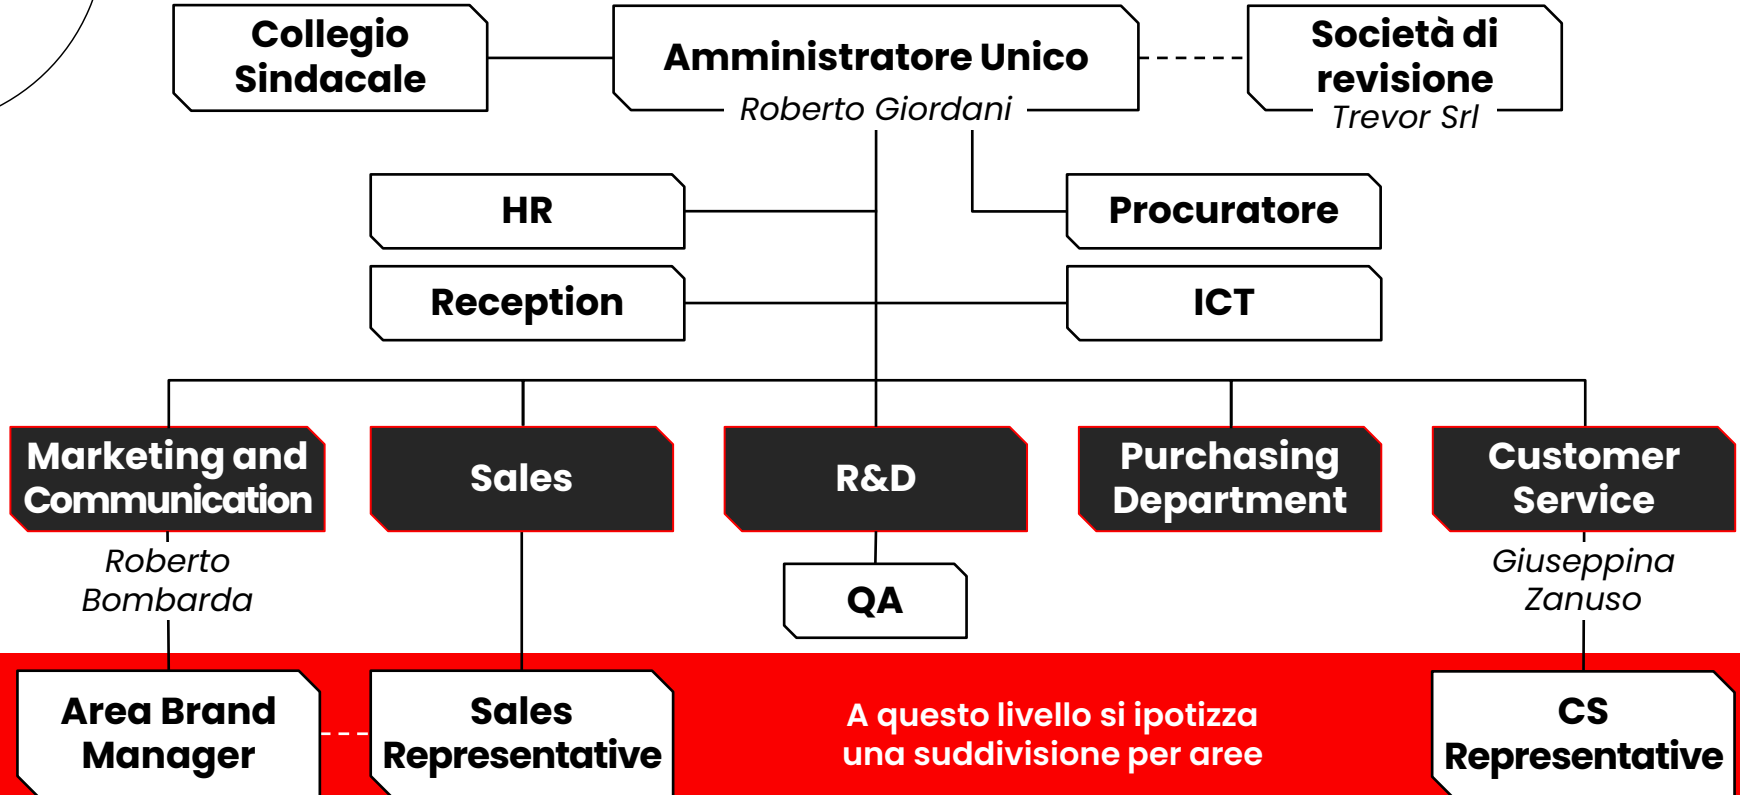 Collegio
Sindacale
Amministratore Unico
Roberto Giordani
Società di
revisione
Trevor Srl
HR
Procuratore
Reception
ICT
Marketing and
Communication
Sales
R&D
Purchasing
Department
Customer
Service
Roberto
Bombarda
QA
Giuseppina
Zanuso
Area Brand
Manager
Sales
Representative
A questo livello si ipotizza
una suddivisione per aree
CS
Representative